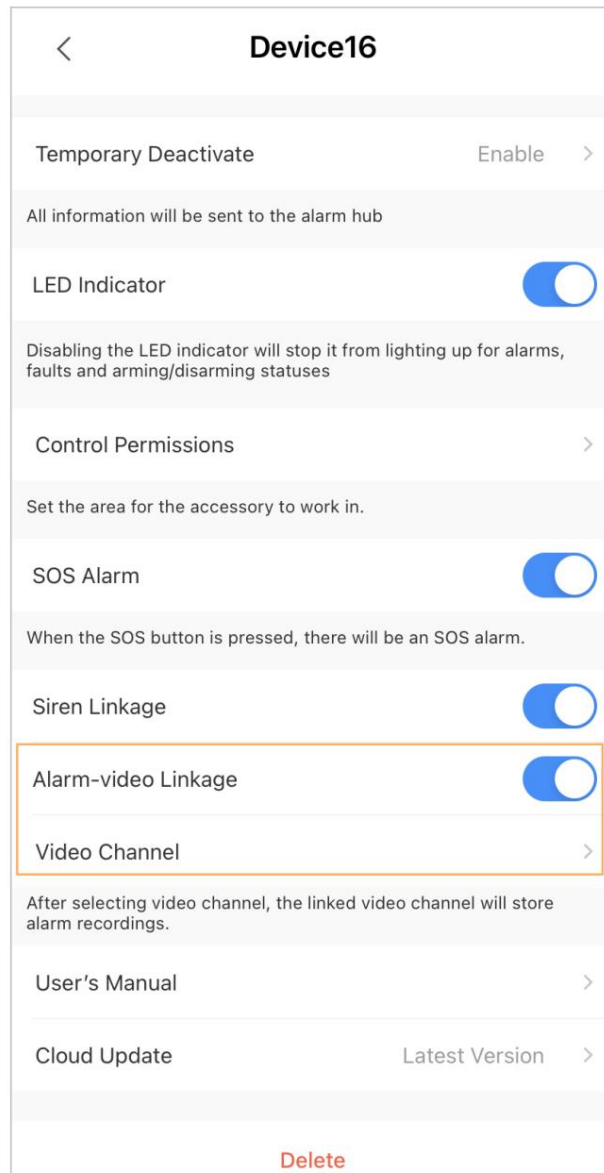 Device16
Temporary Deactivate Enable
All information will be sent to the alarm hub
LED Indicator
Disabling the LED indicator will stop it from lighting up for alarms,
faults and arming/disarming statuses
Control Permissions
Set the area for the accessory to work in.
SOS Alarm
When the SOS button is pressed, there will be an SOS alarm.
Siren Linkage
Alarm-video Linkage
Video Channel
After selecting video channel, the linked video channel will store
alarm recordings.
User's Manual
Cloud Update Latest Version
Delete